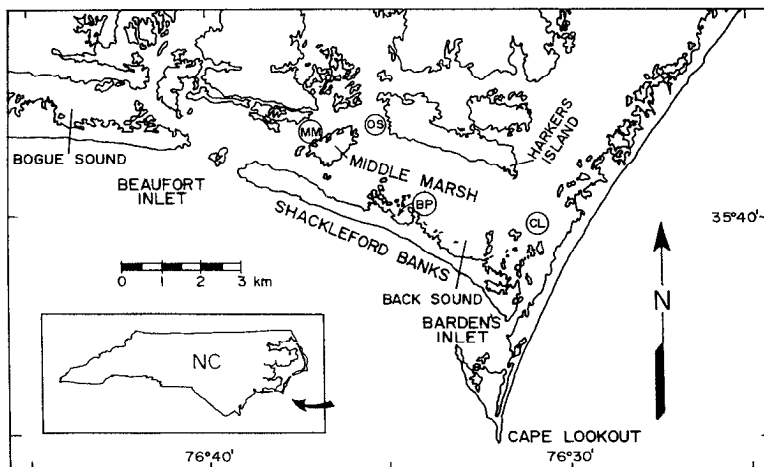 MM
OS
HARKERS
ISLAND
BOGUE SOUND
MIDDLE MARSH
BEAUFORT
INLET
BP
CL
35°40'
SHACKLEFORD BANKS
0 1 2 3 km
BACK SOUND
N
BARDEN'S
INLET
NC
CAPE LOOKOUT
76°40'
76°30'